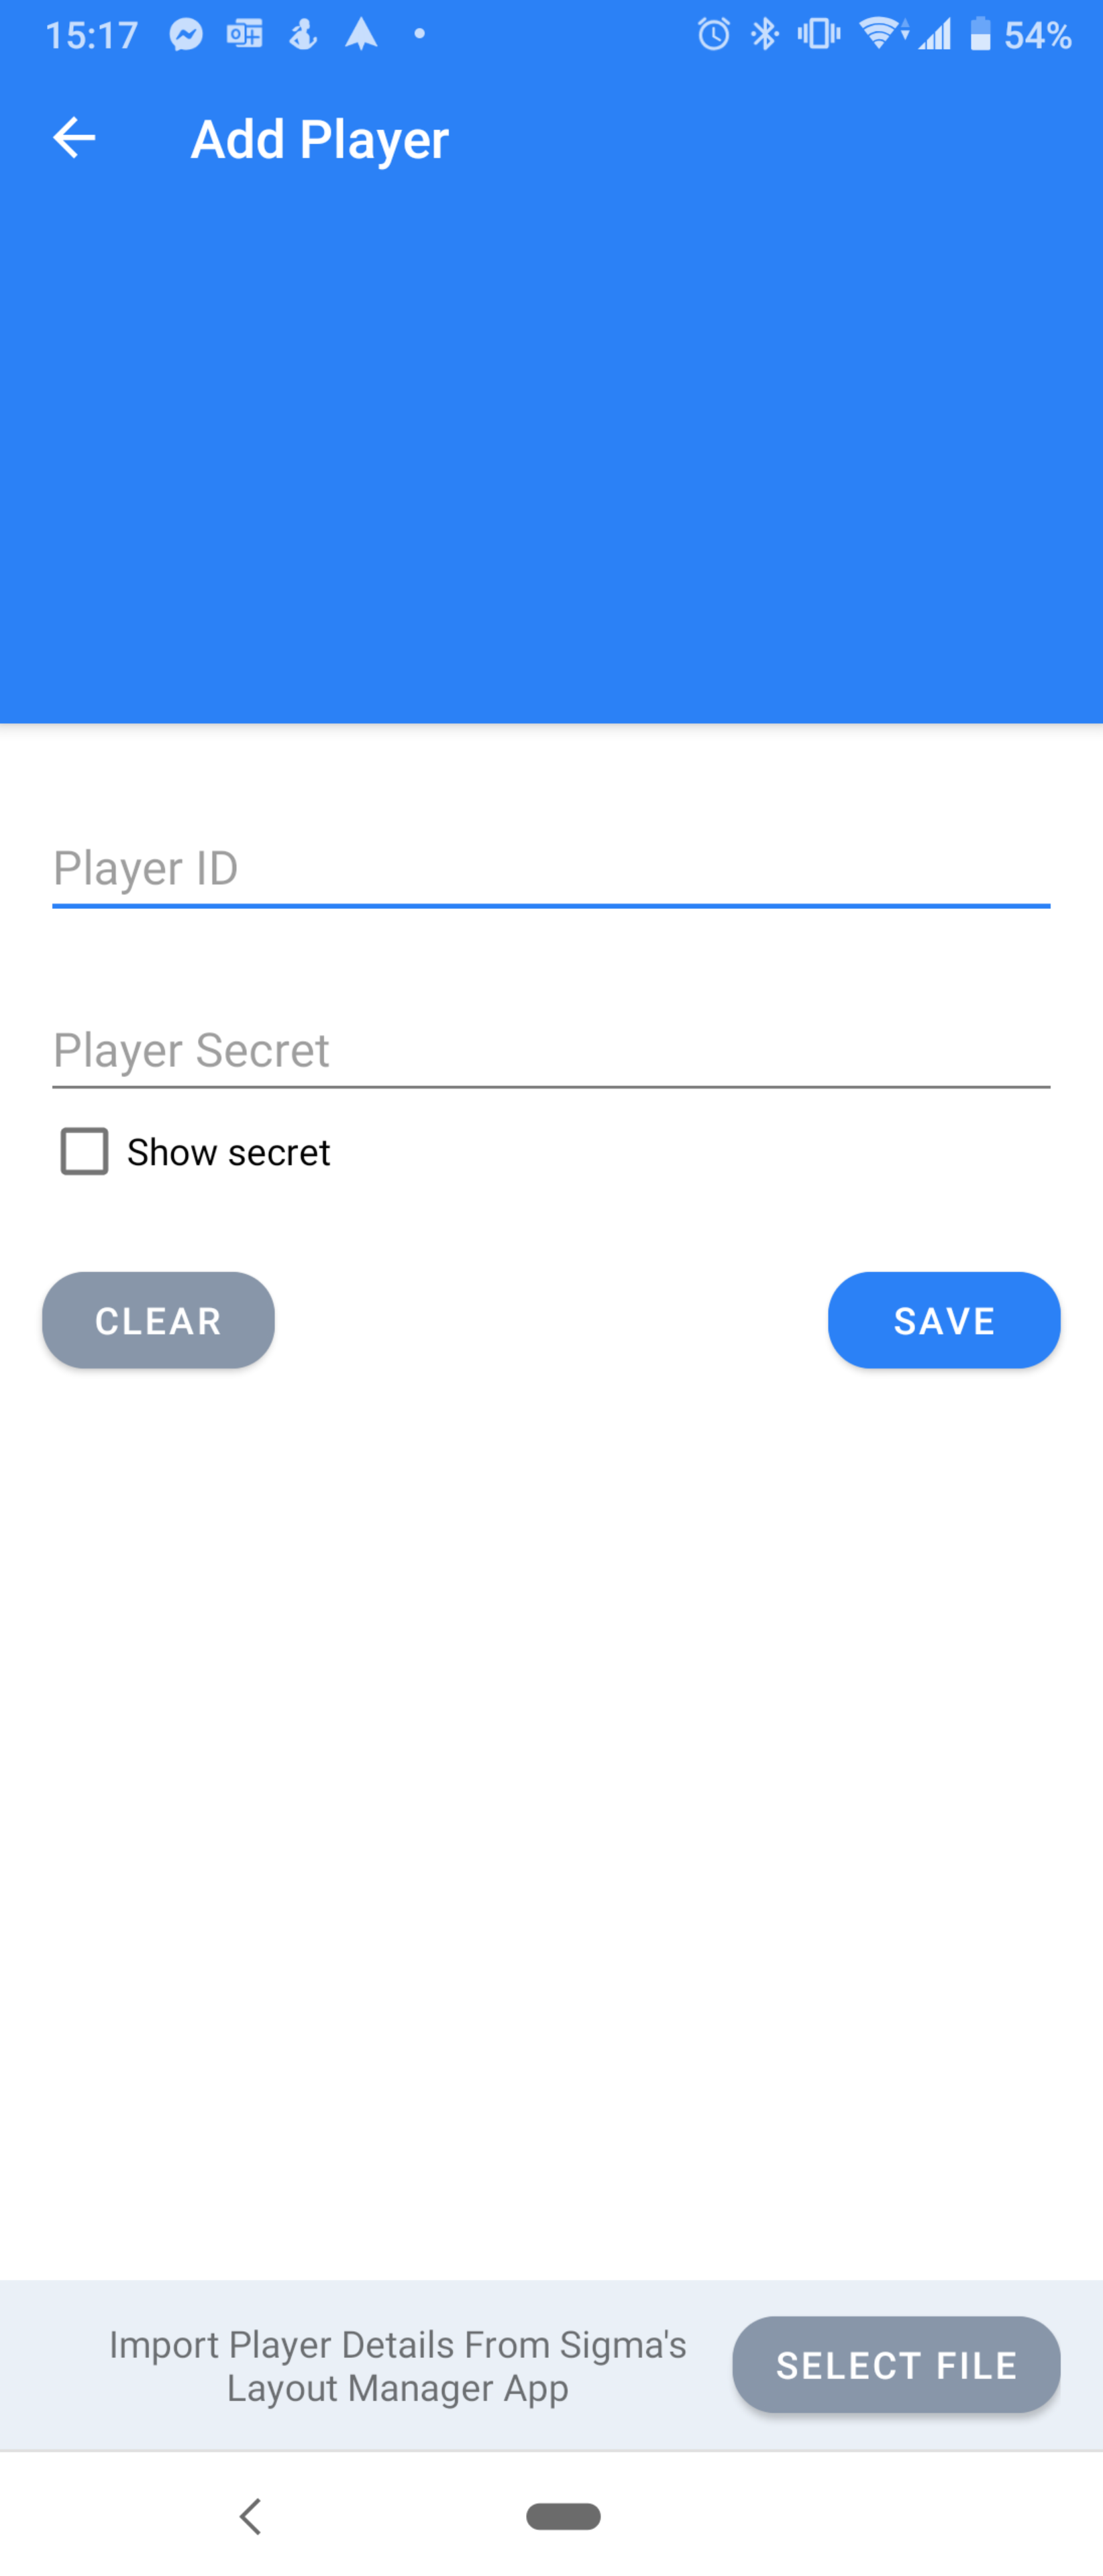 15:17
54%
Add Player
Player ID
Player Secret
Show secret
CLEAR
SAVE
Import Player Details From Sigma's
Layout Manager App
SELECT FILE